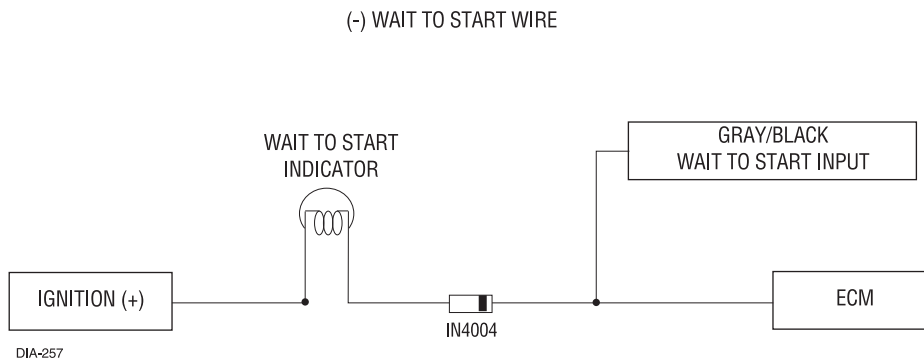 (-) WAIT TO START WIRE
WAIT TO START
INDICATOR
GRAY/BLACK
WAIT TO START INPUT
IGNITION (+)
IN4004
ECM
DIA-257